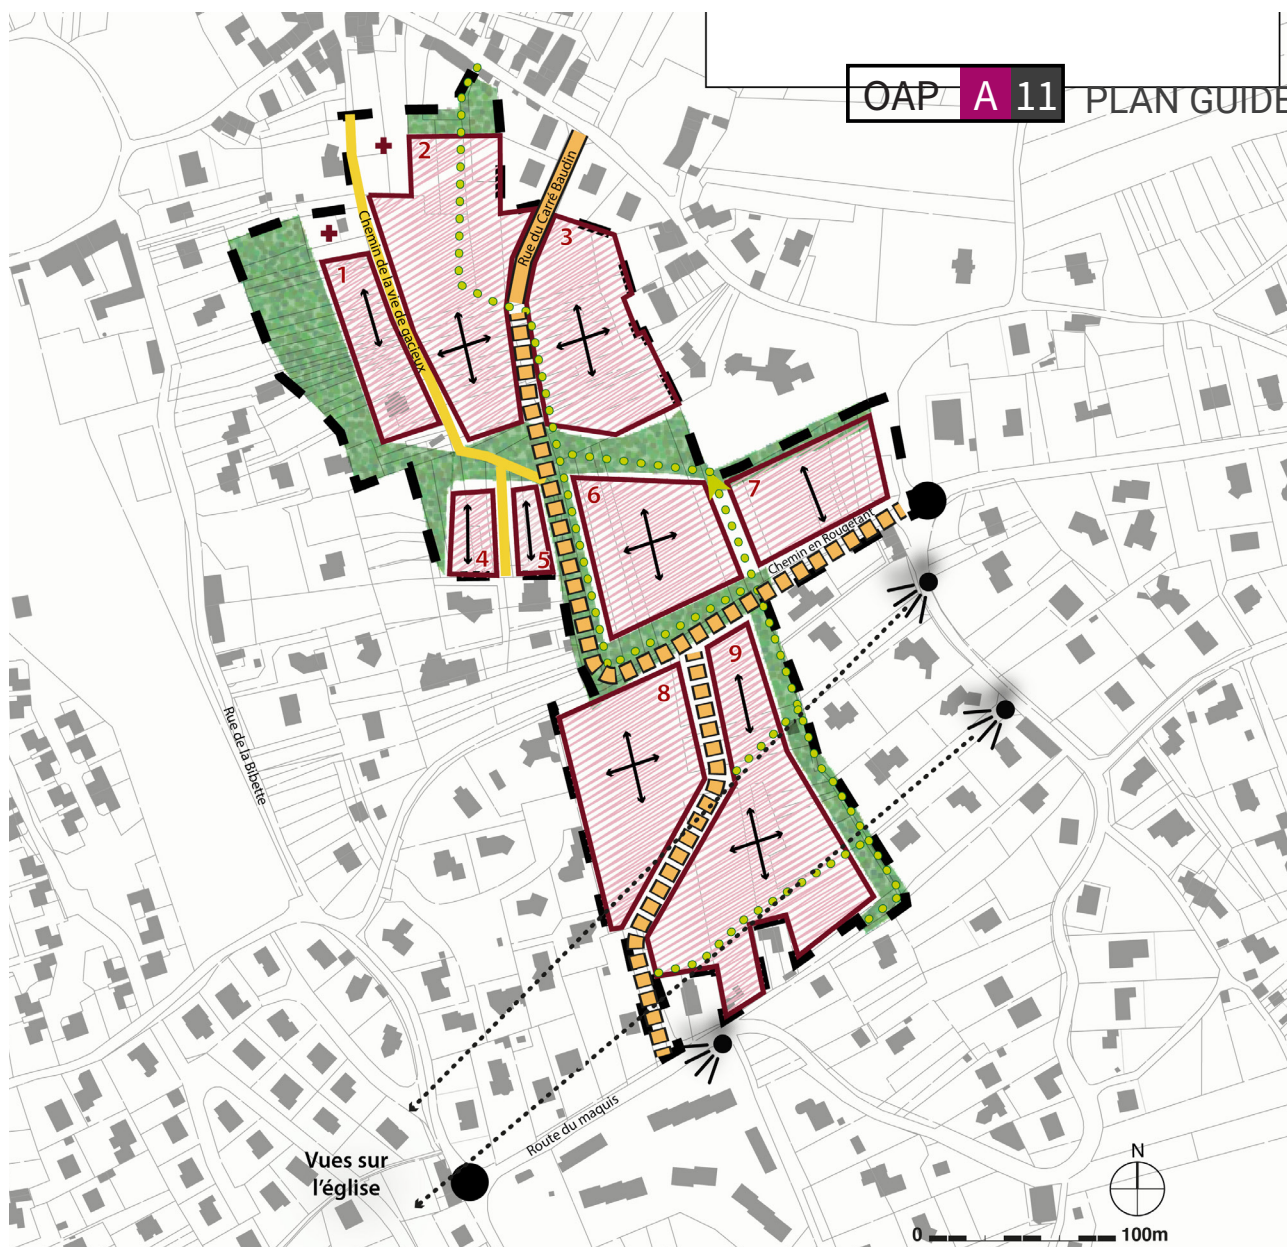 OAP A 11 PLAN GUIDE
2
Rue du Carré Baudin
3
Chemin de la vie de gacieux
1
6
7
4
5
Chemin en Rougetant
9
8
Rue de la Bibette
Route du maquis
Vues sur
l'église
N
0
100m